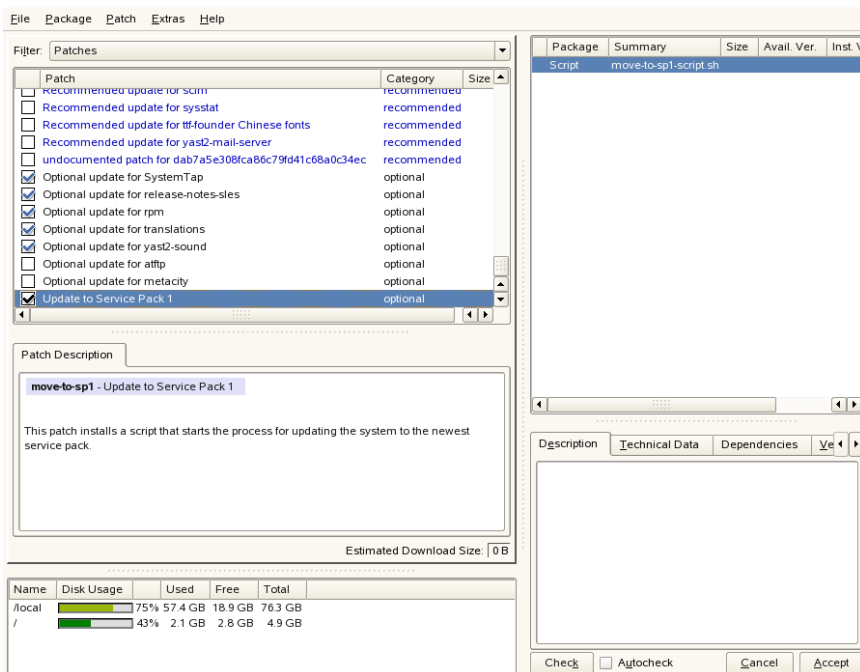 File Package Patch Extras Help
Filter: Patches
Patch Category Size
Recommended update for scim recommended
Recommended update for sysstat recommended
Recommended update for ttf-founder Chinese fonts recommended
Recommended update for yast2-mail-server recommended
undocumented patch for dab7a5e308fca86c79fd41c68a0c34ec recommended
Optional update for SystemTap optional
Optional update for release-notes-sles optional
Optional update for rpm optional
Optional update for translations optional
Optional update for yast2-sound optional
Optional update for atftp optional
Optional update for metacity optional
Update to Service Pack 1 optional
Patch Description
move-to-sp1 - Update to Service Pack 1
This patch installs a script that starts the process for updating the system to the newest
service pack.
Estimated Download Size: 0 B
Name Disk Usage Used Free Total
/local 75% 57.4 GB 18.9 GB 76.3 GB
/ 43% 2.1 GB 2.8 GB 4.9 GB
Package Summary Size Avail. Ver. Inst. V
Script move-to-sp1-script.sh
Description Technical Data Dependencies Ve
Check Autocheck Cancel Accept